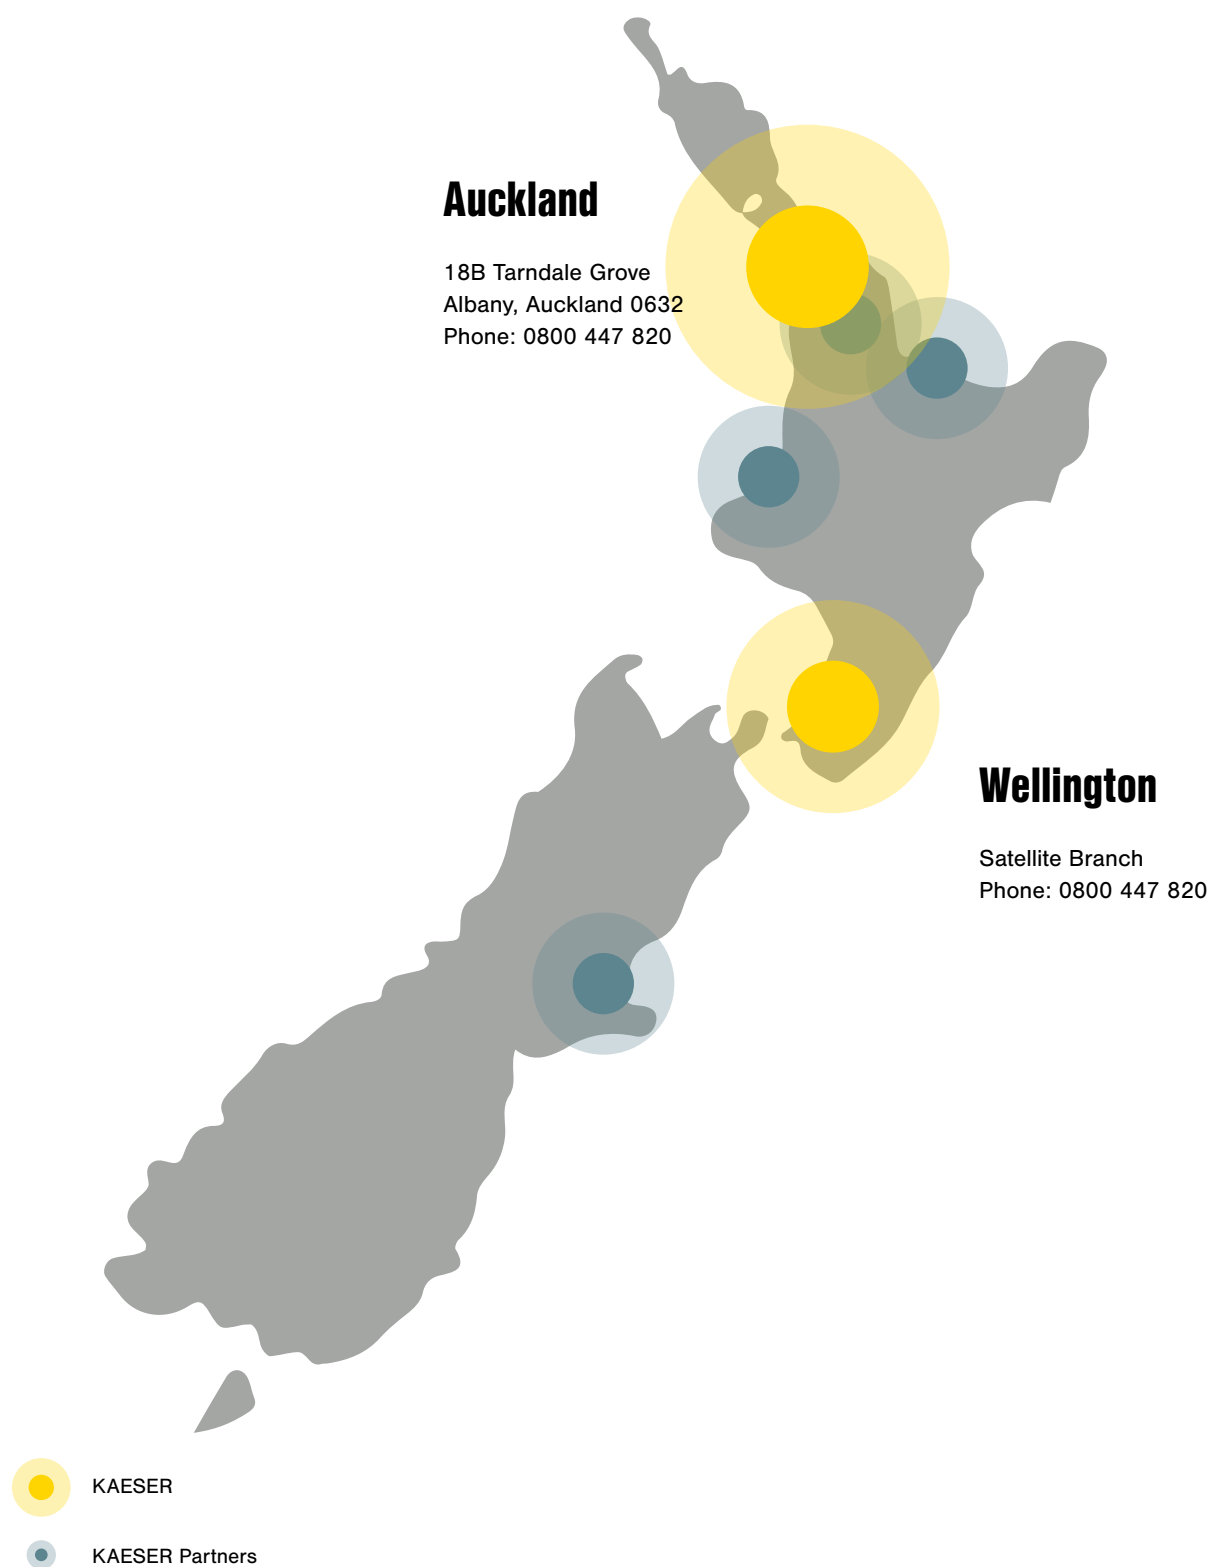 Auckland
18B Tarndale Grove
Albany, Auckland 0632
Phone: 0800 447 820
Wellington
Satellite Branch
Phone: 0800 447 820
KAESER
KAESER Partners